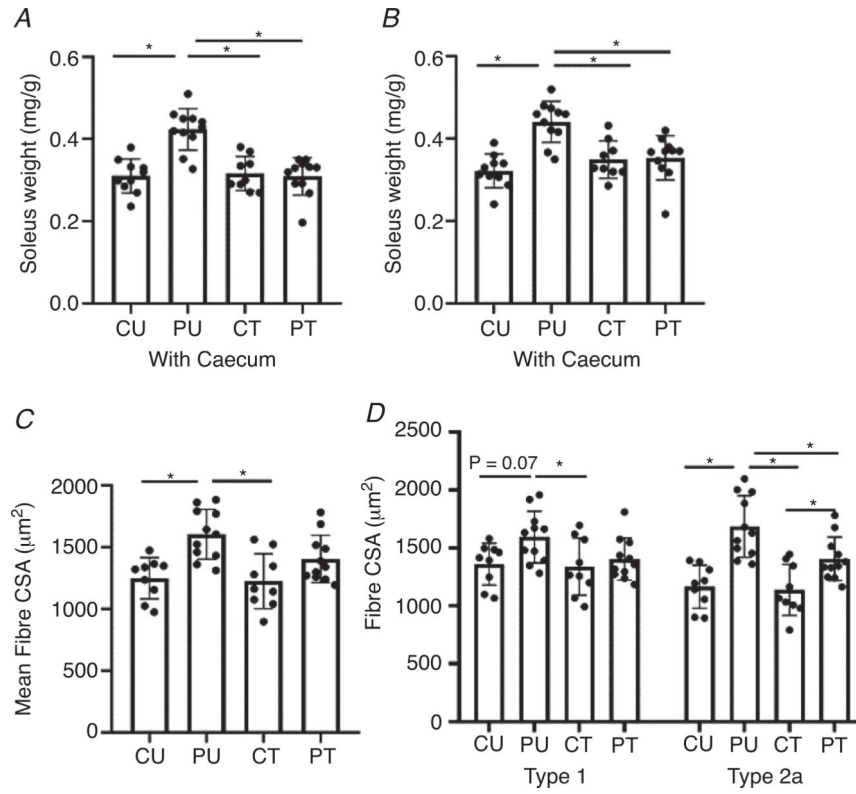 A
B
*
*
*
*
*
*
Soleus weight (mg/g)
0.6
0.4
0.2
0.0
CU PU CT PT
With Caecum
Soleus weight (mg/g)
0.6
0.4
0.2
0.0
CU PU CT PT
With Caecum
C
*
*
Mean Fibre CSA (μm²)
2000
1500
1000
500
0
CU PU CT PT
D
P = 0.07
*
*
*
*
*
Fibre CSA (μm²)
2500
2000
1500
1000
500
0
CU PU CT PT CU PU CT PT
Type 1 Type 2a